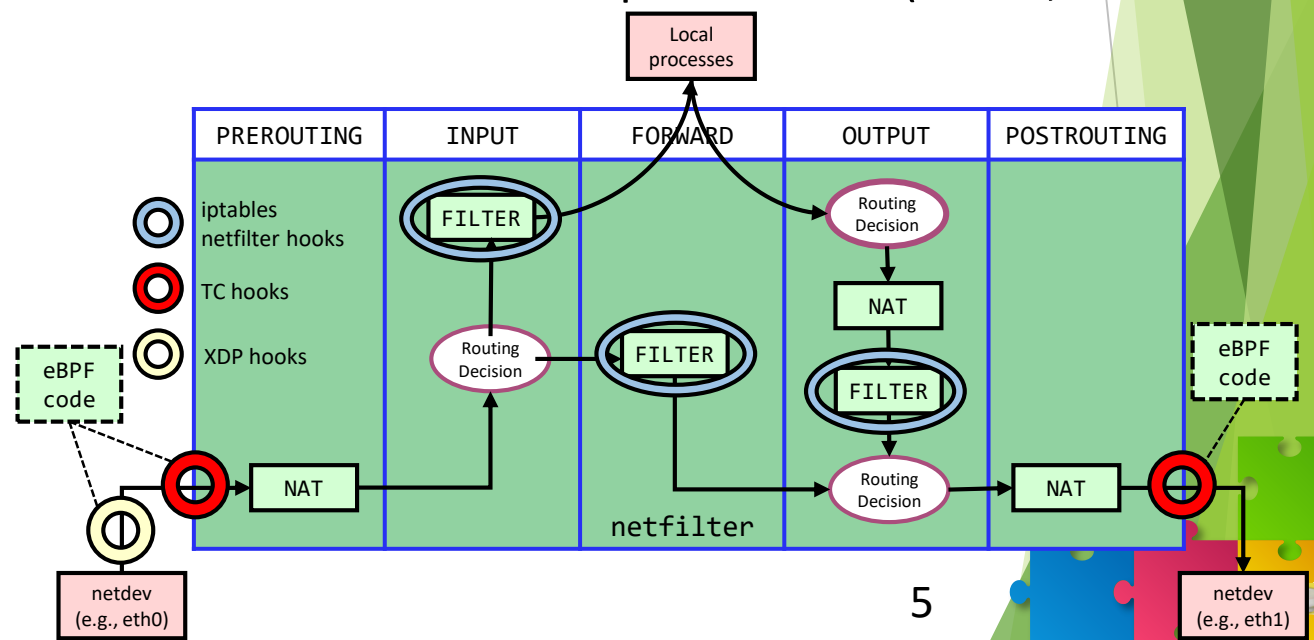 Local
processes
PREROUTING
INPUT
FORWARD
OUTPUT
POSTROUTING
iptables
netfilter hooks
TC hooks
XDP hooks
eBPF
code
FILTER
Routing
Decision
FILTER
Routing
Decision
NAT
FILTER
Routing
Decision
eBPF
code
NAT
NAT
netfilter
netdev
(e.g., eth0)
5
netdev
(e.g., eth1)